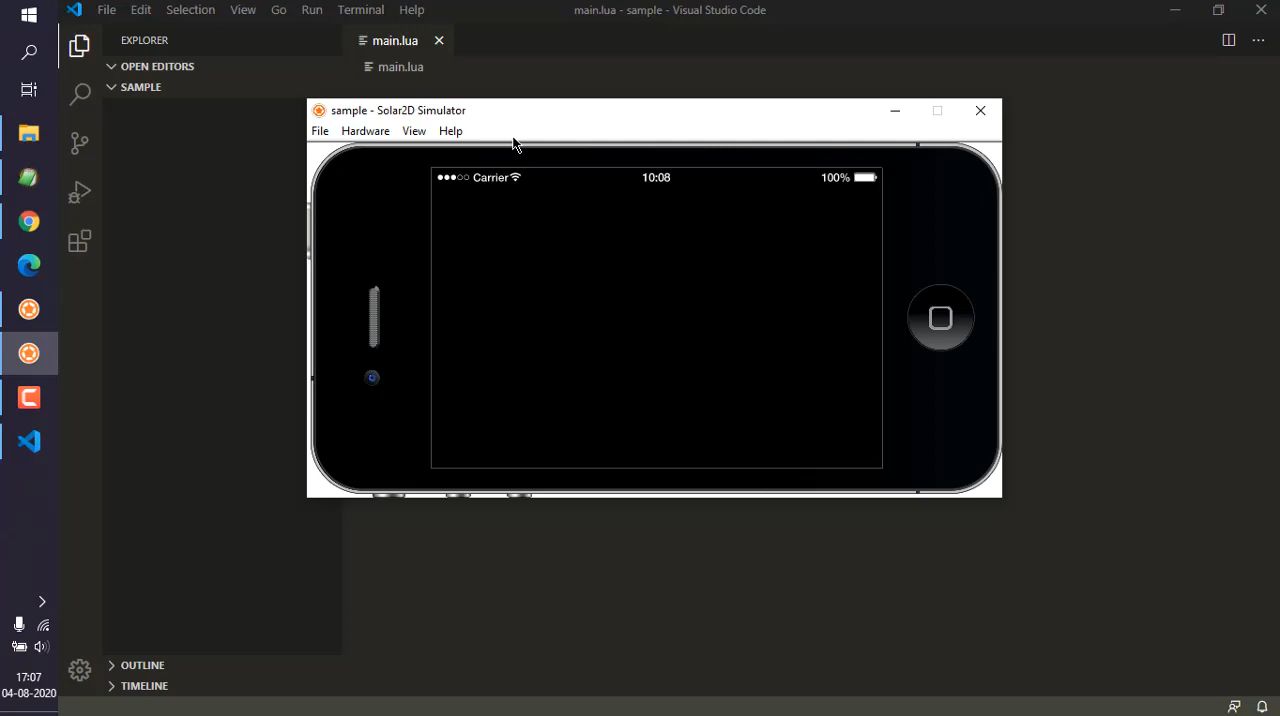 File Edit Selection View Go Run Terminal Help
main.lua - sample - Visual Studio Code
EXPLORER
main.lua
OPEN EDITORS
main.lua
SAMPLE
sample - Solar2D Simulator
File Hardware View Help
Carrier
10:08
100%
OUTLINE
TIMELINE
17:07
04-08-2020